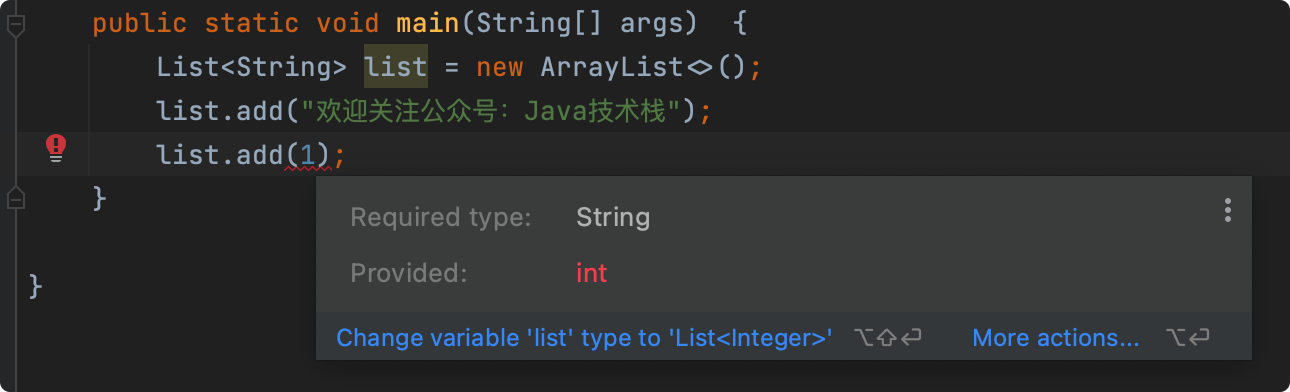 public static void main(String[] args)  {
List<String> list = new ArrayList<>();
list.add("欢迎关注公众号：Java技术栈");
list.add(1);
}
Required type: String
Provided: int
}
Change variable 'list' type to 'List<Integer>' ⌥⇧⏎ More actions... ⌥⏎